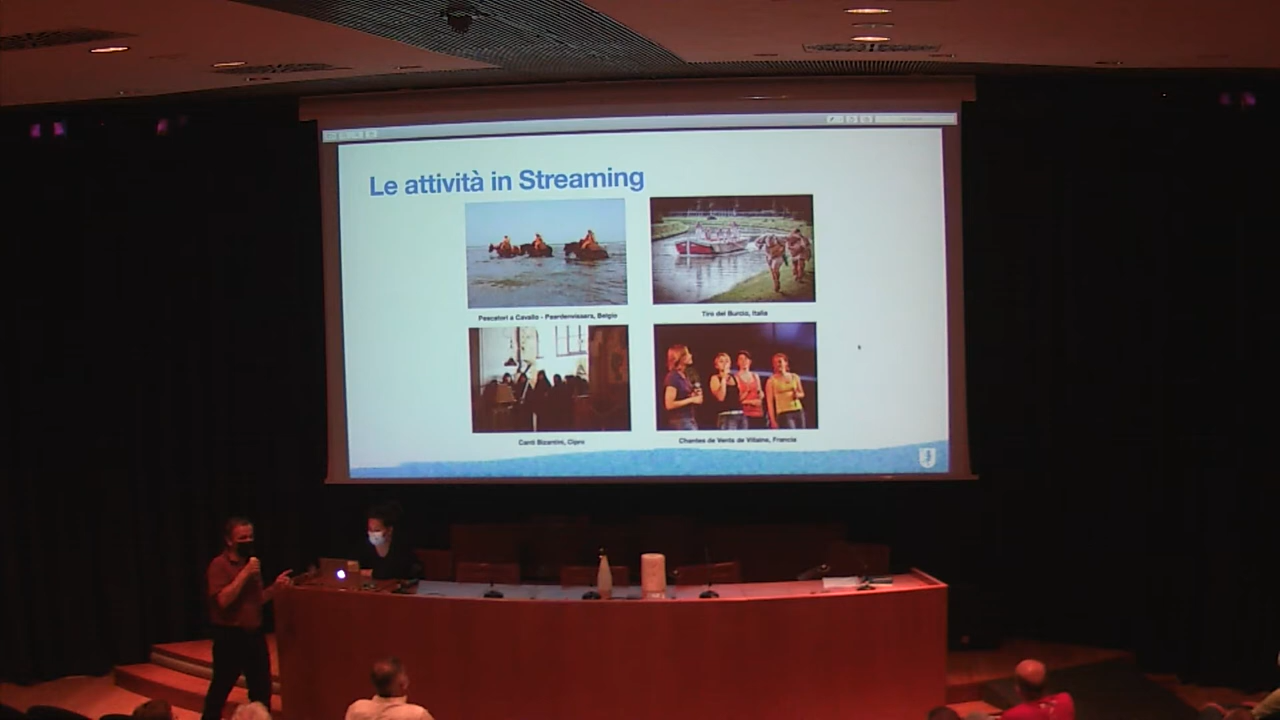 Le attività in Streaming
Pescatori a Cavallo - Paardenvissers, Belgio
Tiro del Burcio, Italia
Canti Bizantini, Cipro
Chantes de Vents de Villaine, Francia